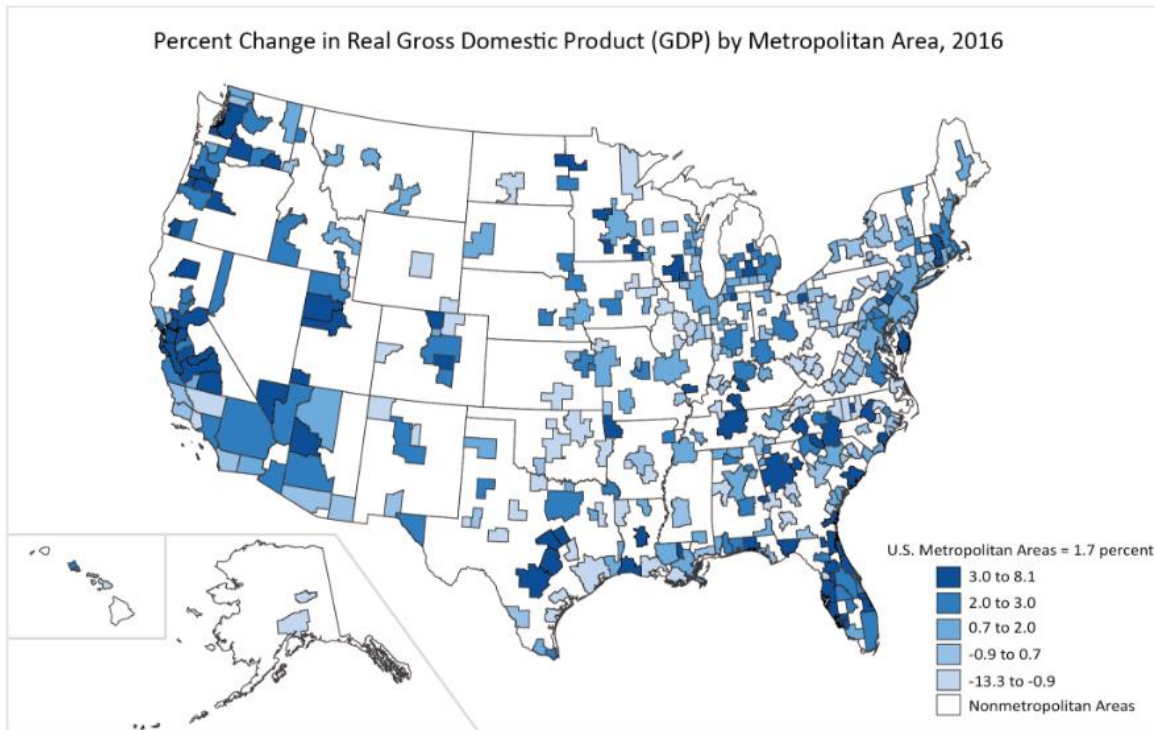 Percent Change in Real Gross Domestic Product (GDP) by Metropolitan Area, 2016
U.S. Metropolitan Areas = 1.7 percent
3.0 to 8.1
2.0 to 3.0
0.7 to 2.0
-0.9 to 0.7
-13.3 to -0.9
Nonmetropolitan Areas